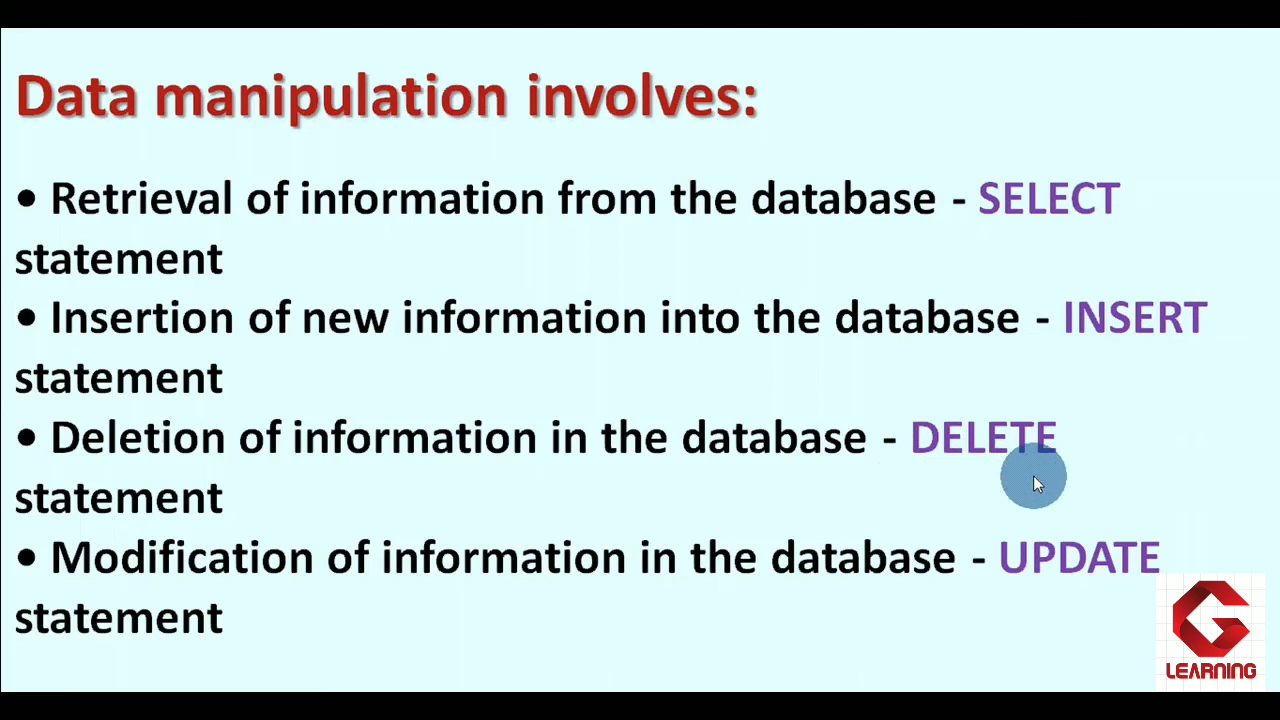 Data manipulation involves:
• Retrieval of information from the database - SELECT
statement
• Insertion of new information into the database - INSERT
statement
• Deletion of information in the database - DELETE
statement
• Modification of information in the database - UPDATE
statement
G
LEARNING